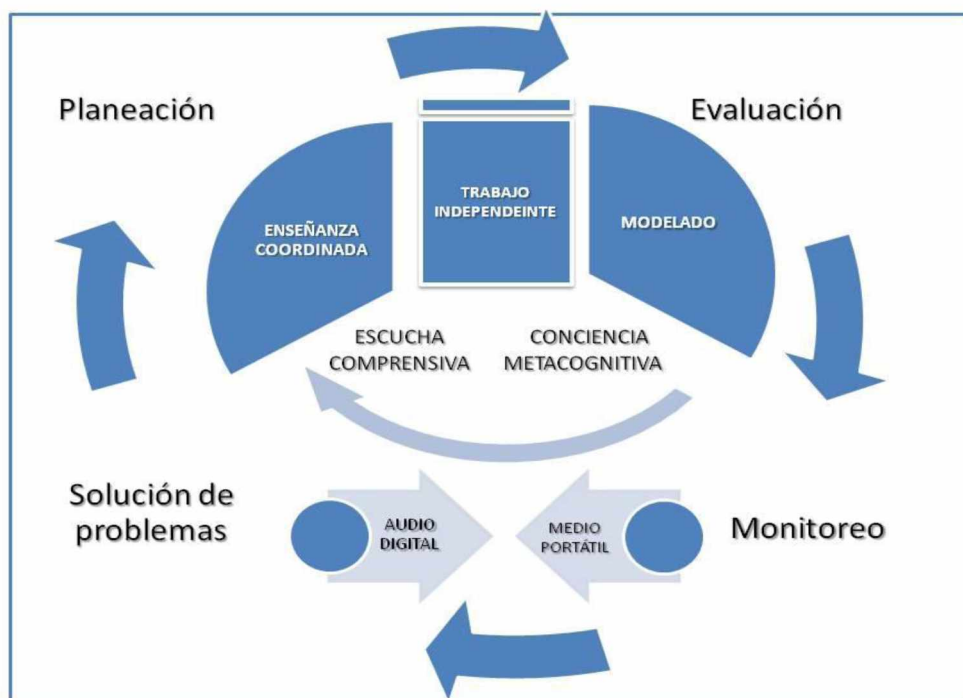 Planeación
Evaluación
TRABAJO
INDEPENDEINTE
ENSEÑANZA
COORDINADA
MODELADO
ESCUCHA
COMPRENSIVA
CONCIENCIA
METACOGNITIVA
Solución de
problemas
AUDIO
DIGITAL
MEDIO
PORTÁTIL
Monitoreo